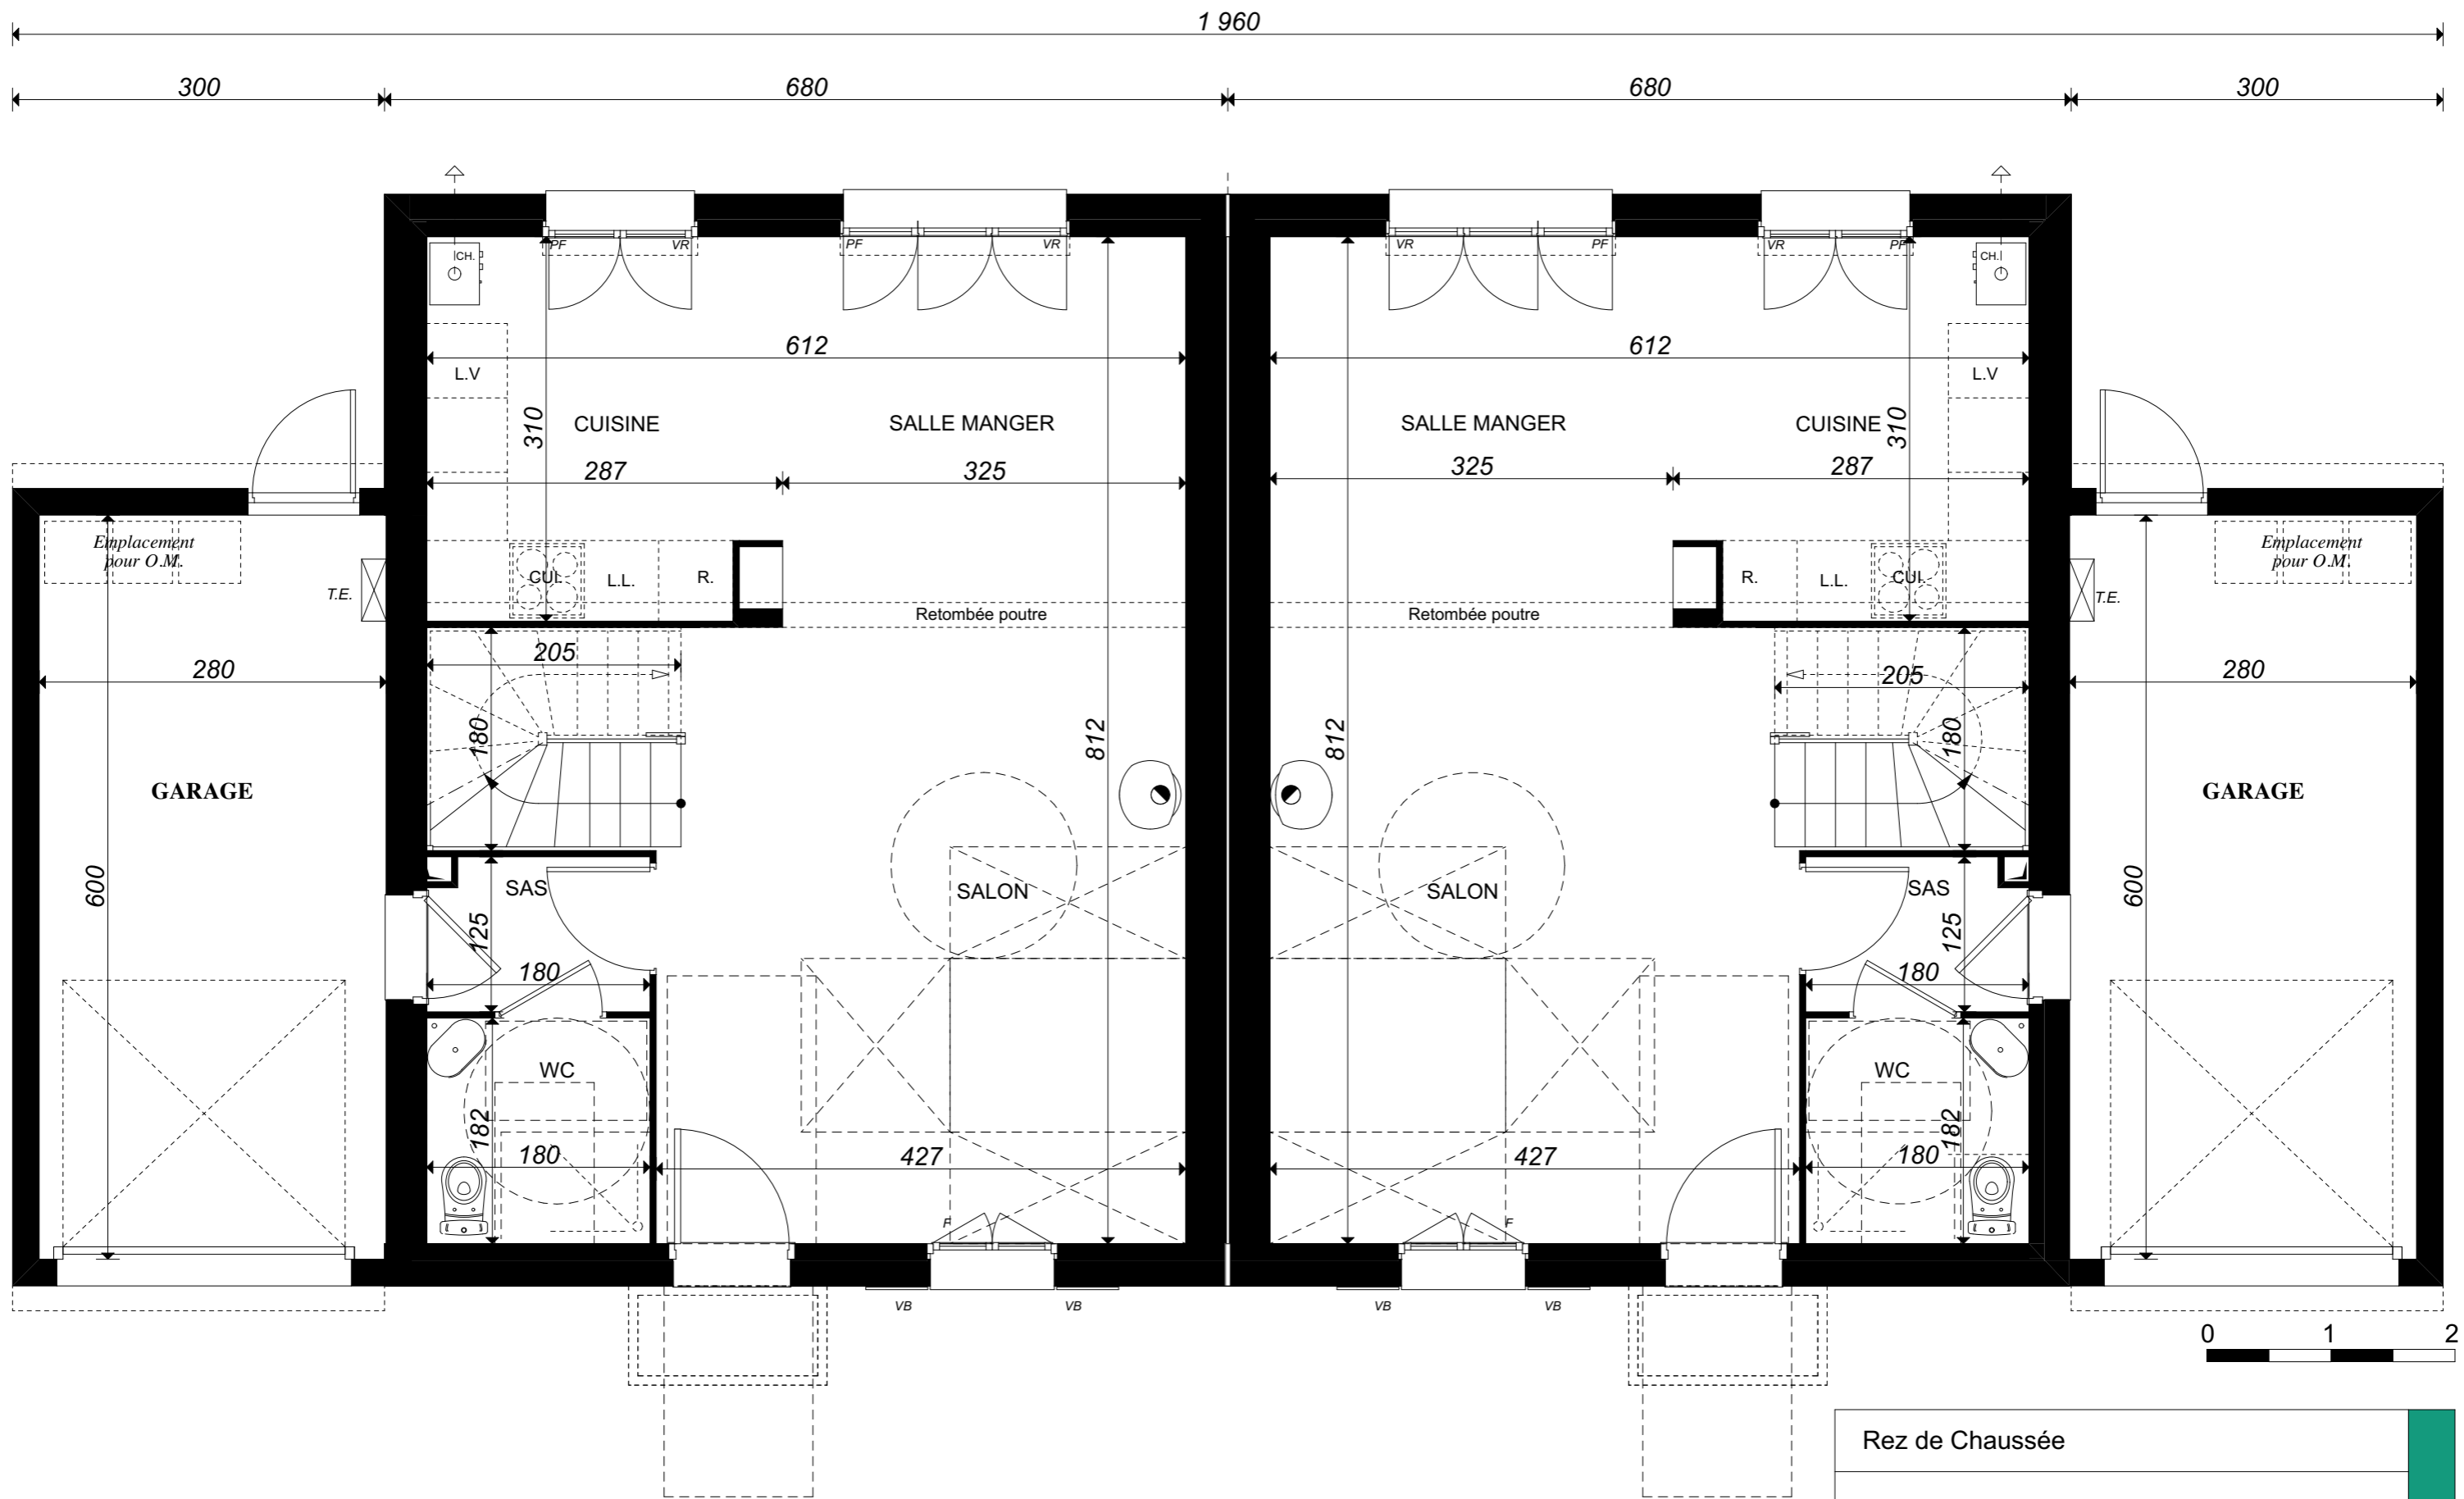 1 960
300 680 680 300
PF VR PF VR VR PF VR PF
CH. CH.
612 612
L.V L.V
310 CUISINE SALLE MANGER SALLE MANGER CUISINE 310
287 325 325 287
Emplacement
pour O.M.
Emplacement
pour O.M.
T.E. CUI. L.L. R. R. L.L. CUI. T.E.
Retombée poutre Retombée poutre
280 205 205 280
180 812 812 180
GARAGE GARAGE
600 SAS SALON SALON SAS 600
125 125
180 180
WC WC
182 182
180 427 427 180
F F
VB VB VB VB
0 1 2
Rez de Chaussée